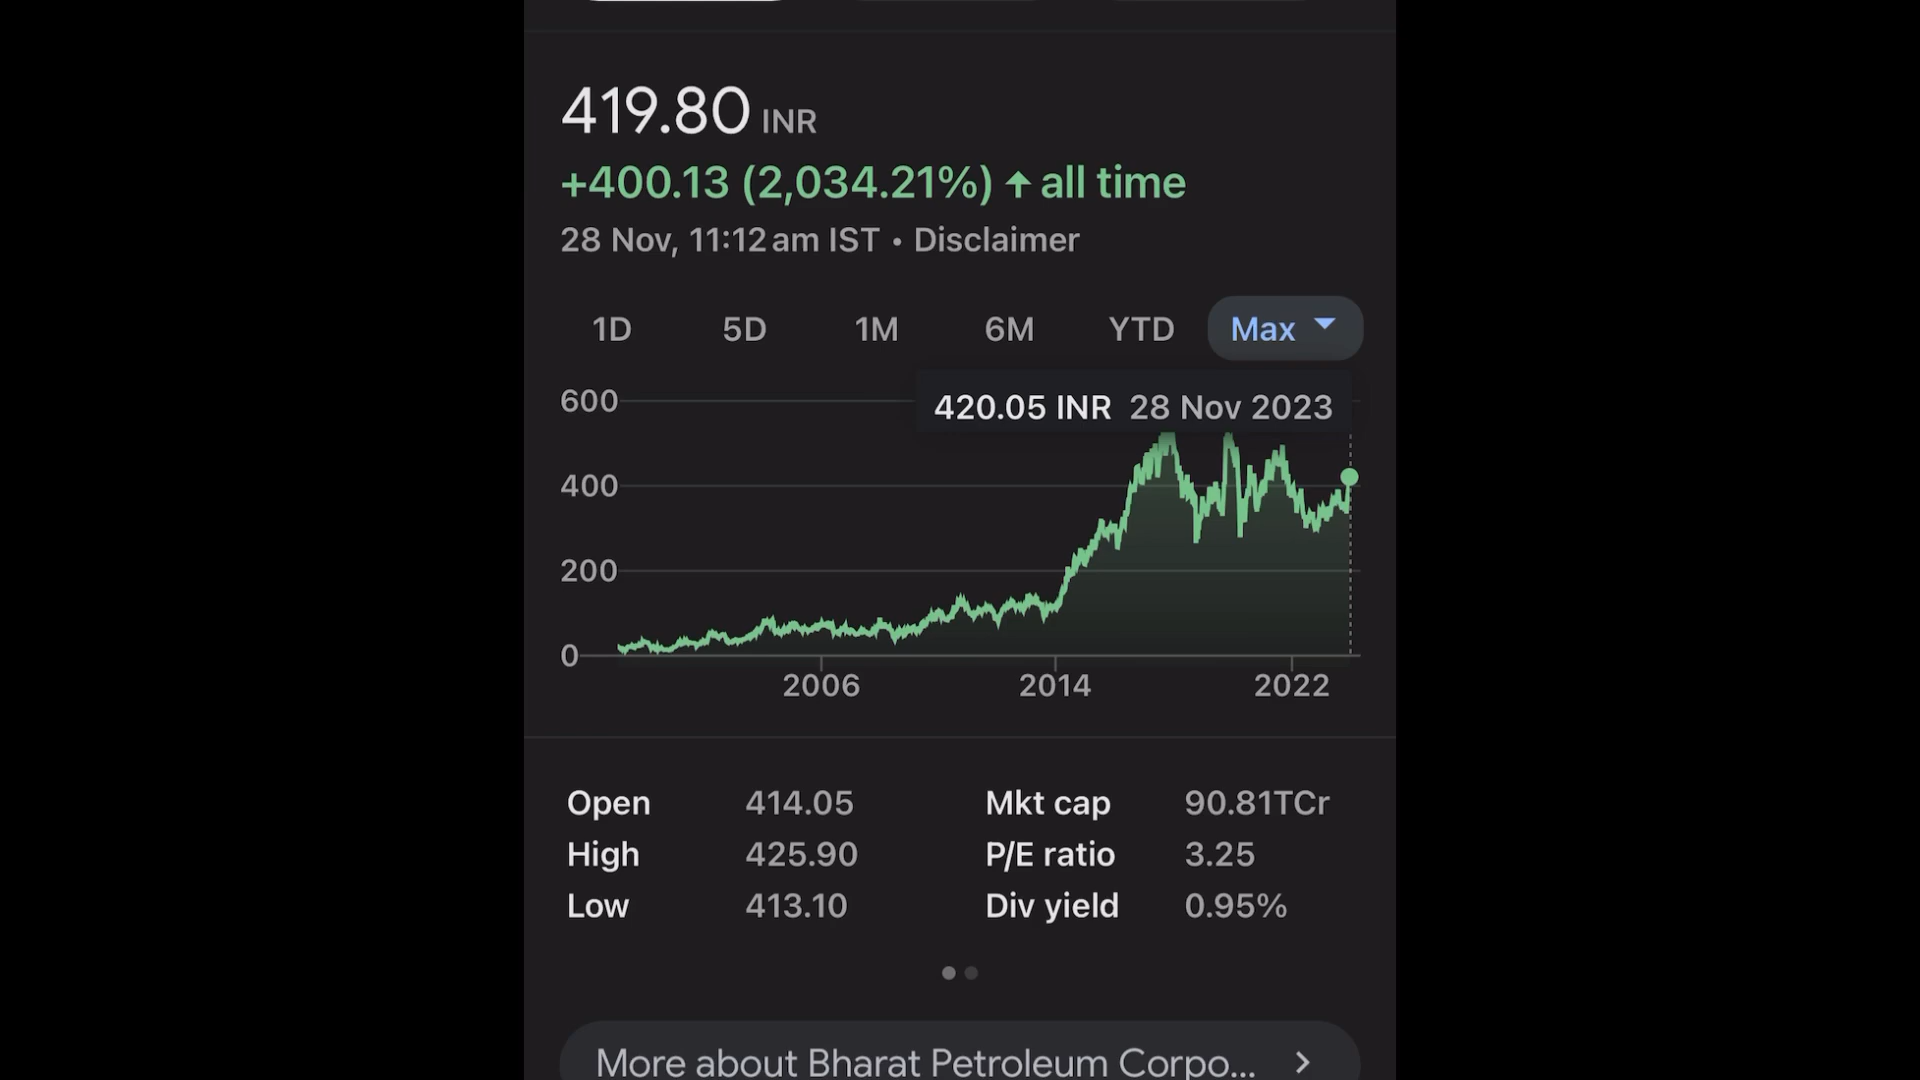 419.80 INR
+400.13 (2,034.21%) ↑ all time
28 Nov, 11:12 am IST • Disclaimer
1D 5D 1M 6M YTD Max
420.05 INR 28 Nov 2023
600
400
200
0
2006 2014 2022
Open 414.05 Mkt cap 90.81TCr
High 425.90 P/E ratio 3.25
Low 413.10 Div yield 0.95%
More about Bharat Petroleum Corpo...